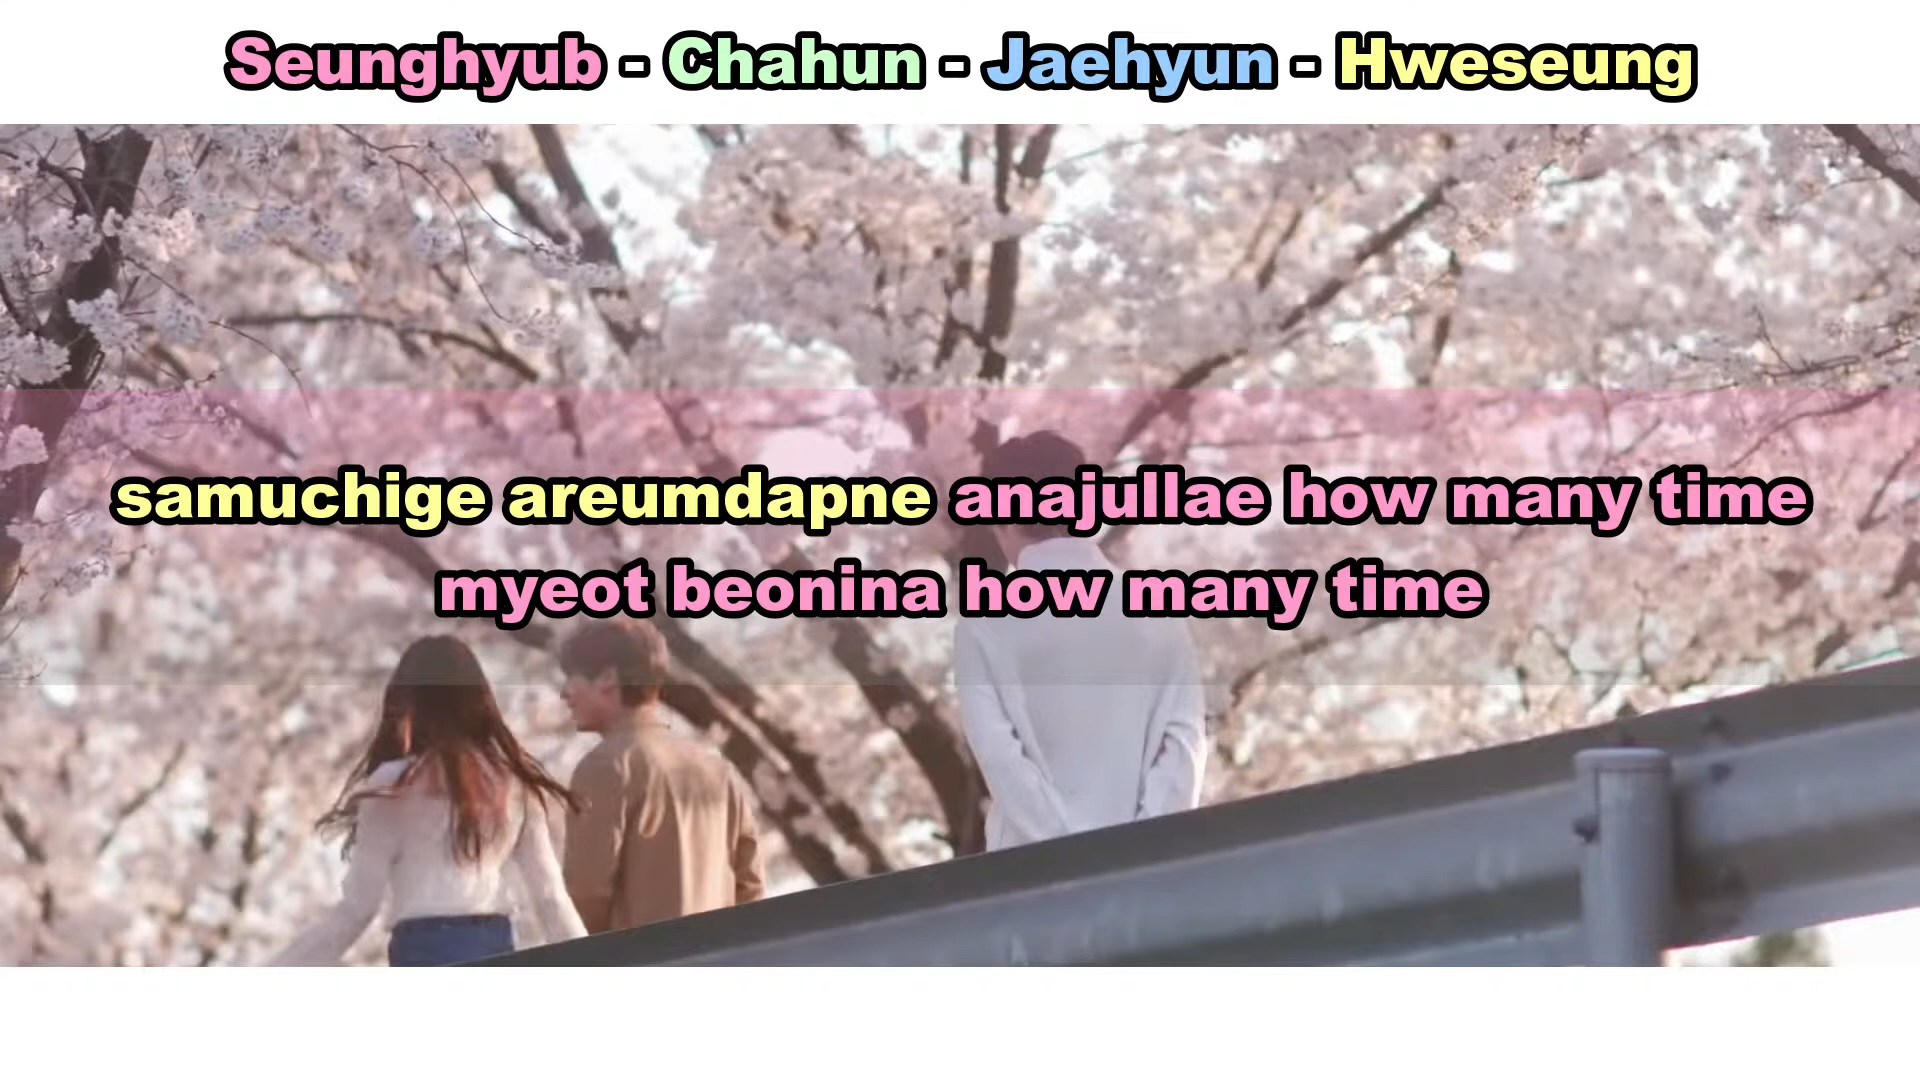 Seunghyub - Chahun - Jaehyun - Hweseung
samuchige areumdapne anajullae how many time
myeot beonina how many time